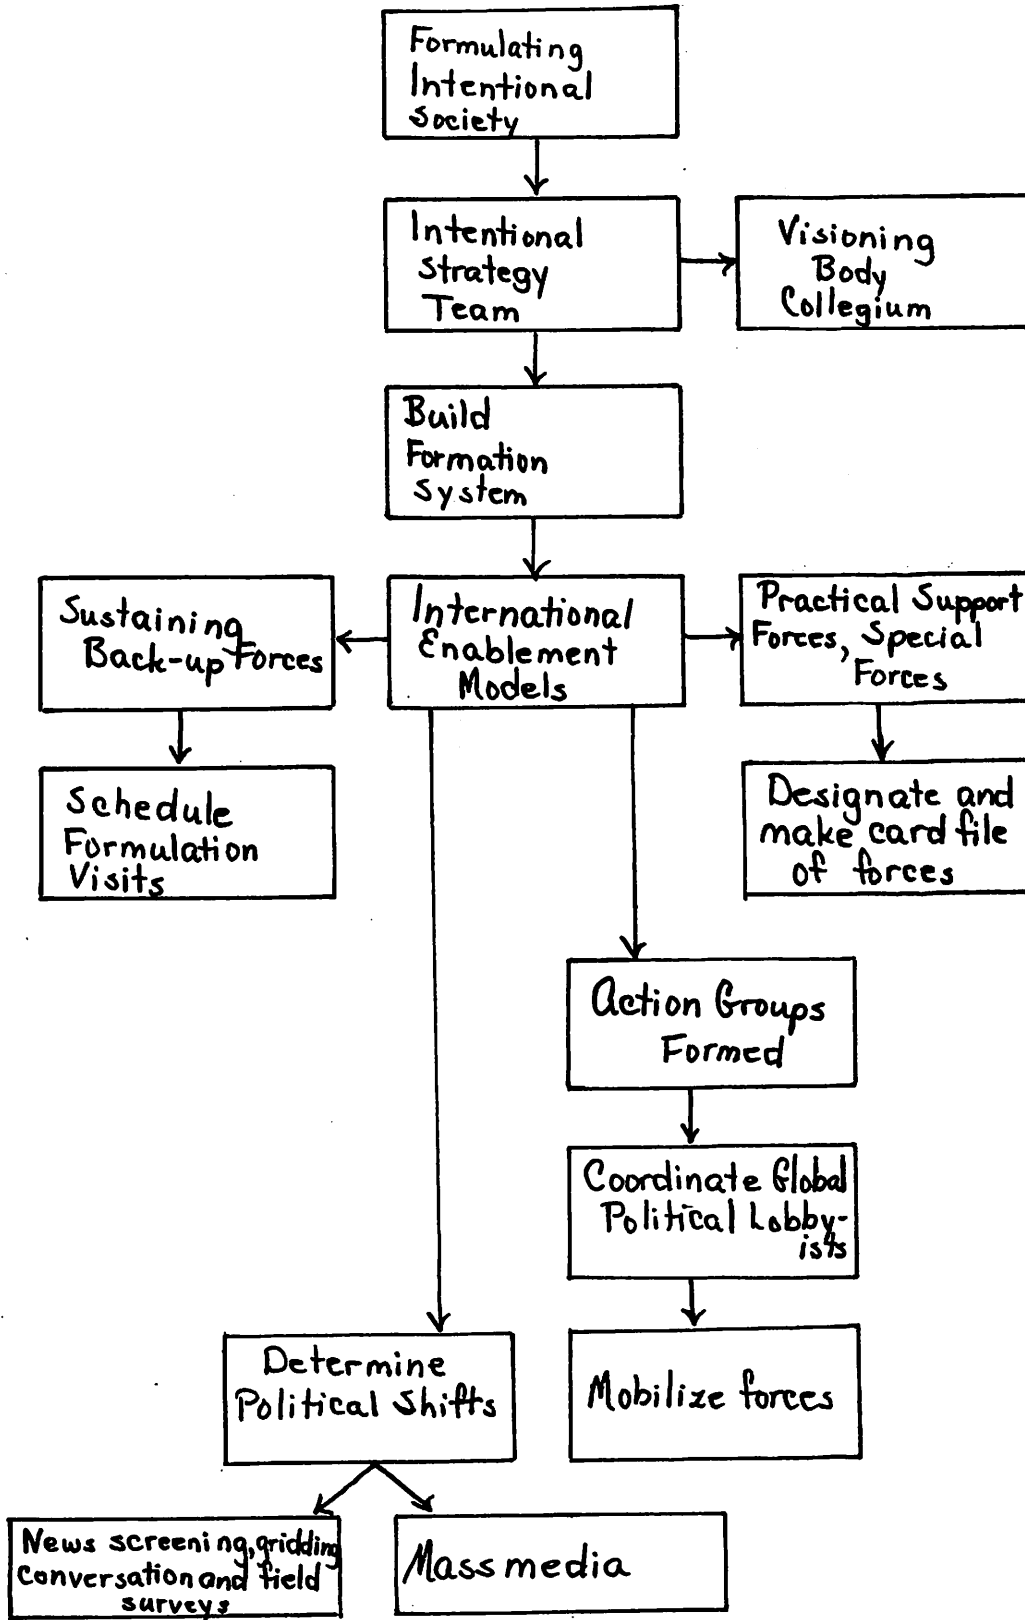 Formulating
Intentional
Society
Intentional
Strategy
Team
Visioning
Body
Collegium
Build
Formation
System
Sustaining
Back-up Forces
International
Enablement
Models
Practical Support
Forces, Special
Forces
Schedule
Formulation
Visits
Designate and
make card file
of forces
Action Groups
Formed
Coordinate Global
Political Lobby-
ists
Determine
Political Shifts
Mobilize forces
News screening, gridding
conversation and field
surveys
Mass media